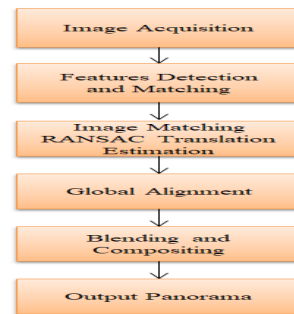 Image Acquisition
Features Detection
and Matching
Image Matching
RANSAC Translation
Estimation
Global Alignment
Blending and
Compositing
Output Panorama